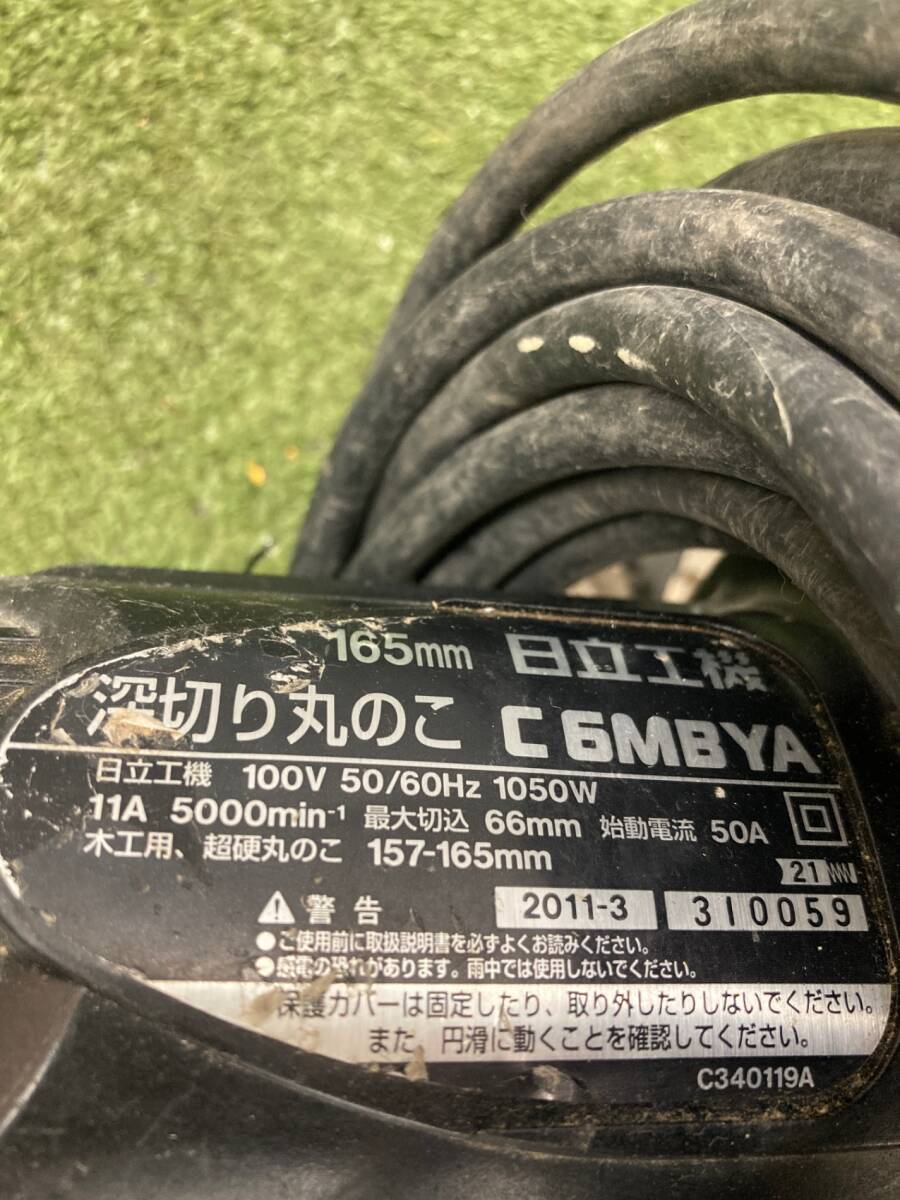 165mm 日立工機
深切り丸のこ C 6MBYA
日立工機 100V 50/60Hz 1050W
11A 5000min⁻¹ 最大切込 66mm 始動電流 50A
木工用、超硬丸のこ 157-165mm
21
警告 2011-3 310059
●ご使用前に取扱説明書を必ずよくお読みください。
●感電の恐れがあります。雨中では使用しないでください。
保護カバーは固定したり、取り外したりしないでください。
また、円滑に動くことを確認してください。
C340119A